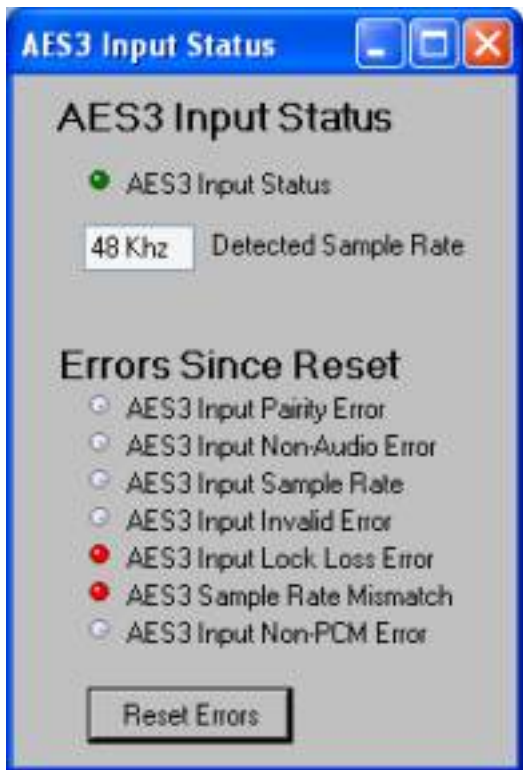 AES3 Input Status
AES3 Input Status
AES3 Input Status
48 Khz Detected Sample Rate
Errors Since Reset
AES3 Input Pairity Error
AES3 Input Non-Audio Error
AES3 Input Sample Rate
AES3 Input Invalid Error
AES3 Input Lock Loss Error
AES3 Sample Rate Mismatch
AES3 Input Non-PCM Error
Reset Errors